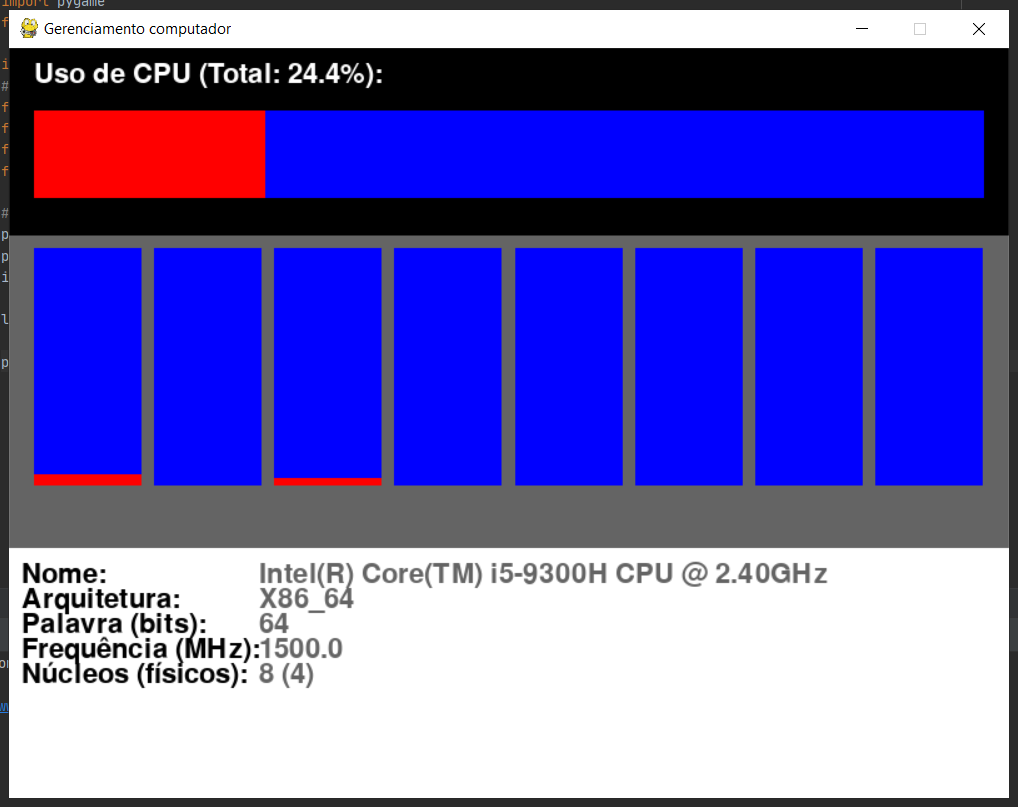 import pygame
Gerenciamento computador
Uso de CPU (Total: 24.4%):
Nome: Intel(R) Core(TM) i5-9300H CPU @ 2.40GHz
Arquitetura: X86_64
Palavra (bits): 64
Frequência (MHz): 1500.0
Núcleos (físicos): 8 (4)